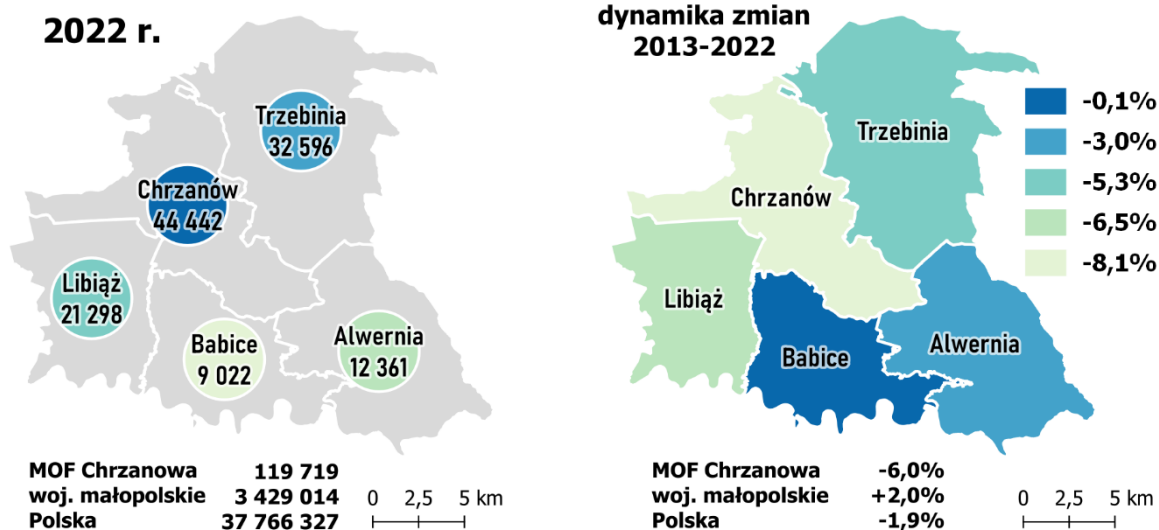 2022 r.
Trzebinia
32 596
Chrzanów
44 442
Libiąż
21 298
Babice
9 022
Alwernia
12 361
MOF Chrzanowa 119 719
woj. małopolskie 3 429 014
Polska 37 766 327
0 2,5 5 km
dynamika zmian
2013-2022
-0,1%
-3,0%
-5,3%
-6,5%
-8,1%
Trzebinia
Chrzanów
Libiąż
Babice
Alwernia
MOF Chrzanowa -6,0%
woj. małopolskie +2,0%
Polska -1,9%
0 2,5 5 km